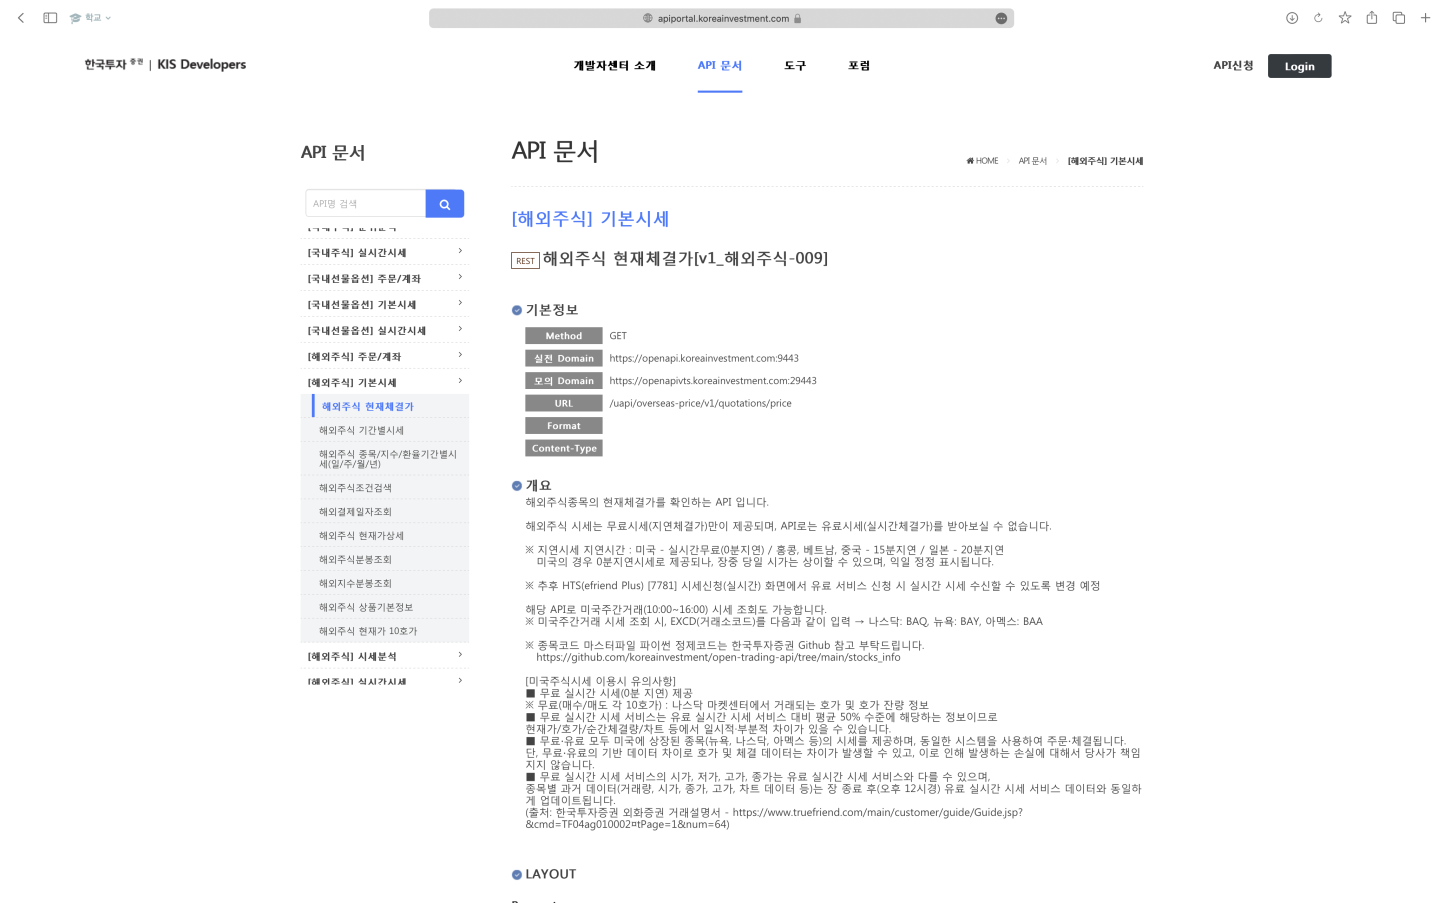 학교
apiportal.koreainvestment.com
한국투자 증권 | KIS Developers
개발자센터 소개
API 문서
도구
포럼
API신청
Login
API 문서
API명 검색
[국내주식] 실시간시세
[국내선물옵션] 주문/계좌
[국내선물옵션] 기본시세
[국내선물옵션] 실시간시세
[해외주식] 주문/계좌
[해외주식] 기본시세
해외주식 현재체결가
해외주식 기간별시세
해외주식 종목/지수/환율기간별시
세(일/주/월/년)
해외주식조건검색
해외결제일자조회
해외주식 현재가상세
해외주식분봉조회
해외지수분봉조회
해외주식 상품기본정보
해외주식 현재가 10호가
[해외주식] 시세분석
[해외주식] 실시간시세
API 문서
HOME
API 문서
[해외주식] 기본시세
[해외주식] 기본시세
REST 해외주식 현재체결가[v1_해외주식-009]
기본정보
Method GET
실전 Domain https://openapi.koreainvestment.com:9443
모의 Domain https://openapivts.koreainvestment.com:29443
URL /uapi/overseas-price/v1/quotations/price
Format
Content-Type
개요
해외주식종목의 현재체결가를 확인하는 API 입니다.
해외주식 시세는 무료시세(지연체결가)만이 제공되며, API로는 유료시세(실시간체결가)를 받아보실 수 없습니다.
※ 지연시세 지연시간 : 미국 - 실시간무료(0분지연) / 홍콩, 베트남, 중국 - 15분지연 / 일본 - 20분지연
미국의 경우 0분지연시세로 제공되나, 장중 당일 시가는 상이할 수 있으며, 익일 정정 표시됩니다.
※ 추후 HTS(efriend Plus) [7781] 시세신청(실시간) 화면에서 유료 서비스 신청 시 실시간 시세 수신할 수 있도록 변경 예정
해당 API로 미국주간거래(10:00~16:00) 시세 조회도 가능합니다.
※ 미국주간거래 시세 조회 시, EXCD(거래소코드)를 다음과 같이 입력 → 나스닥: BAQ, 뉴욕: BAY, 아멕스: BAA
※ 종목코드 마스터파일 파이썬 정제코드는 한국투자증권 Github 참고 부탁드립니다.
https://github.com/koreainvestment/open-trading-api/tree/main/stocks_info
[미국주식시세 이용시 유의사항]
■ 무료 실시간 시세(0분 지연) 제공
※ 무료(매수/매도 각 10호가) : 나스닥 마켓센터에서 거래되는 호가 및 호가 잔량 정보
■ 무료 실시간 시세 서비스는 유료 실시간 시세 서비스 대비 평균 50% 수준에 해당하는 정보이므로
현재가/호가/순간체결량/차트 등에서 일시적·부분적 차이가 있을 수 있습니다.
■ 무료·유료 모두 미국에 상장된 종목(뉴욕, 나스닥, 아멕스 등)의 시세를 제공하며, 동일한 시스템을 사용하여 주문·체결됩니다.
단, 무료·유료의 기반 데이터 차이로 호가 및 체결 데이터는 차이가 발생할 수 있고, 이로 인해 발생하는 손실에 대해서 당사가 책임
지지 않습니다.
■ 무료 실시간 시세 서비스의 시가, 저가, 고가, 종가는 유료 실시간 시세 서비스와 다를 수 있으며,
종목별 과거 데이터(거래량, 시가, 종가, 고가, 차트 데이터 등)는 장 종료 후(오후 12시경) 유료 실시간 시세 서비스 데이터와 동일하
게 업데이트됩니다.
(출처: 한국투자증권 외화증권 거래설명서 - https://www.truefriend.com/main/customer/guide/Guide.jsp?
&cmd=TF04ag010002¤tPage=1&num=64)
LAYOUT